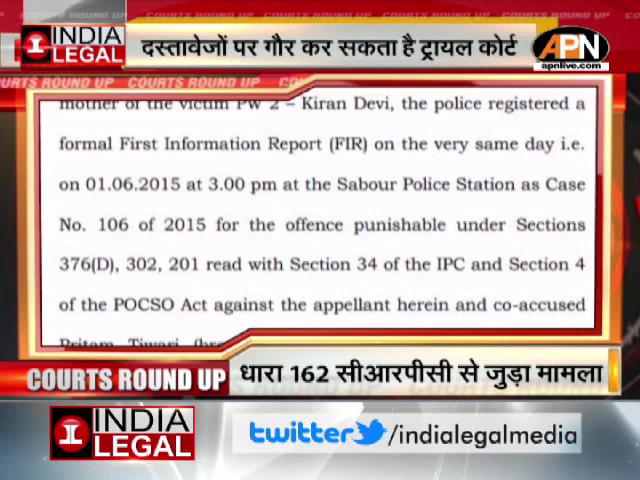 INDIA
LEGAL
दस्तावेजों पर गौर कर सकता है ट्रायल कोर्ट
APN
apnlive.com
COURTS ROUND UP COURTS ROUND UP
mother of the victim PW 2 – Kiran Devi, the police registered a
formal First Information Report (FIR) on the very same day i.e.
on 01.06.2015 at 3.00 pm at the Sabour Police Station as Case
No. 106 of 2015 for the offence punishable under Sections
376(D), 302, 201 read with Section 34 of the IPC and Section 4
of the POCSO Act against the appellant herein and co-accused
Pritam Tiwari
COURTS ROUND UP
धारा 162 सीआरपीसी से जुड़ा मामला
INDIA
LEGAL
twitter /indialegalmedia